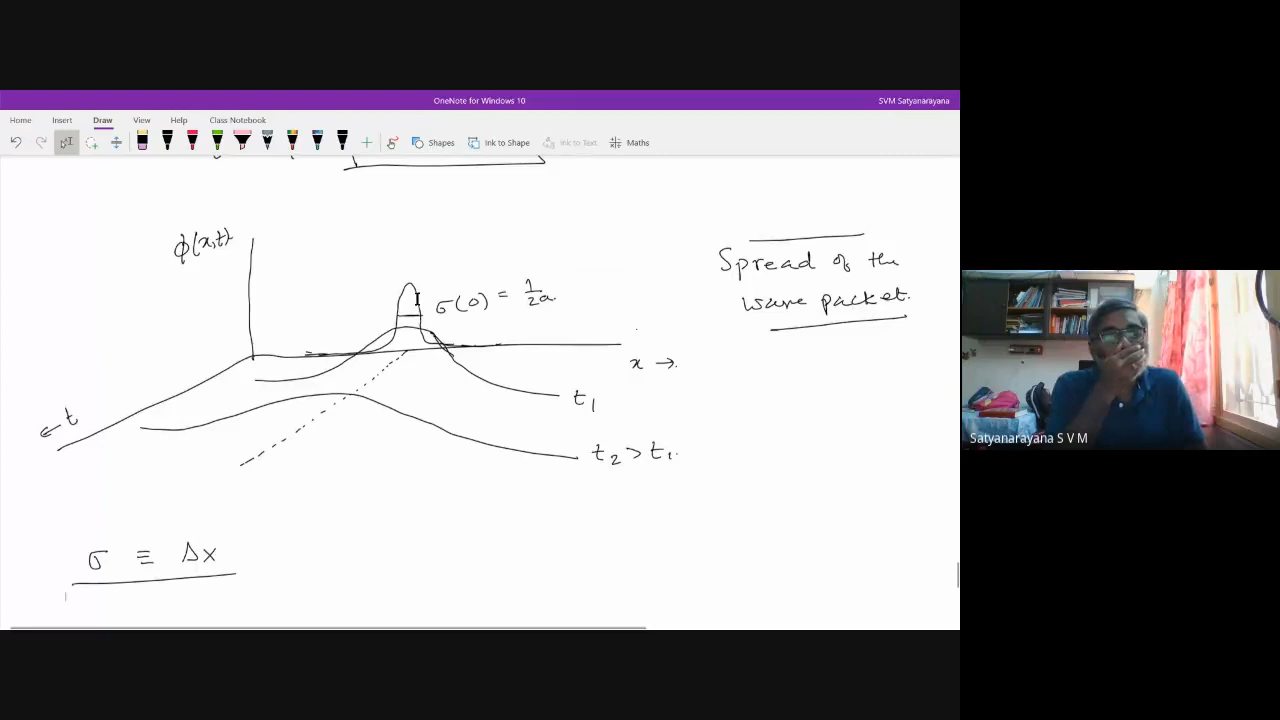 OneNote for Windows 10
SVM Satyanarayana
Home Insert Draw View Help Class Notebook
Shapes Ink to Shape Ink to Text Maths
ϕ(x,t)
σ(0) = 1/2a
Spread of the
wave packet.
x →
t₁
← t
t₂ > t₁
σ ≡ Δx
Satyanarayana S V M